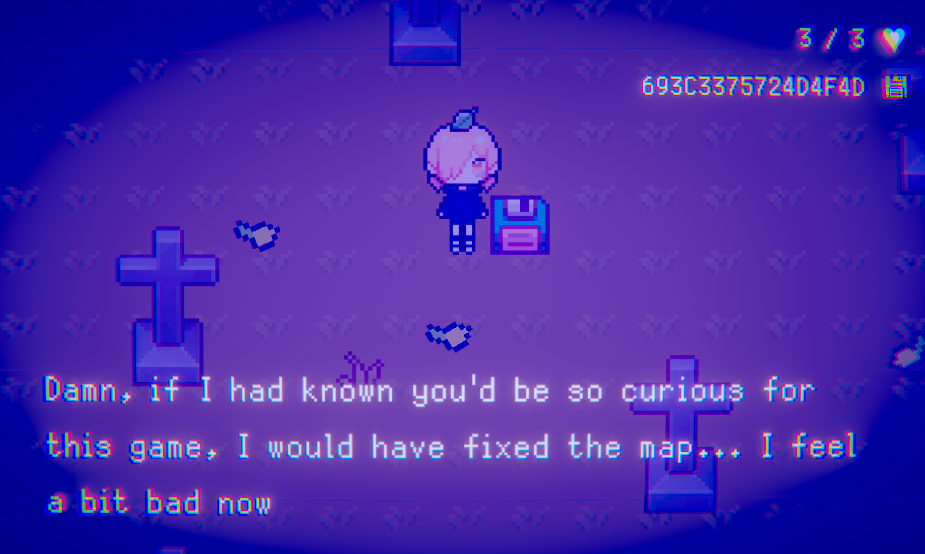 3 / 3
693C3375724D4F4D
Damn, if I had known you'd be so curious for
this game, I would have fixed the map... I feel
a bit bad now